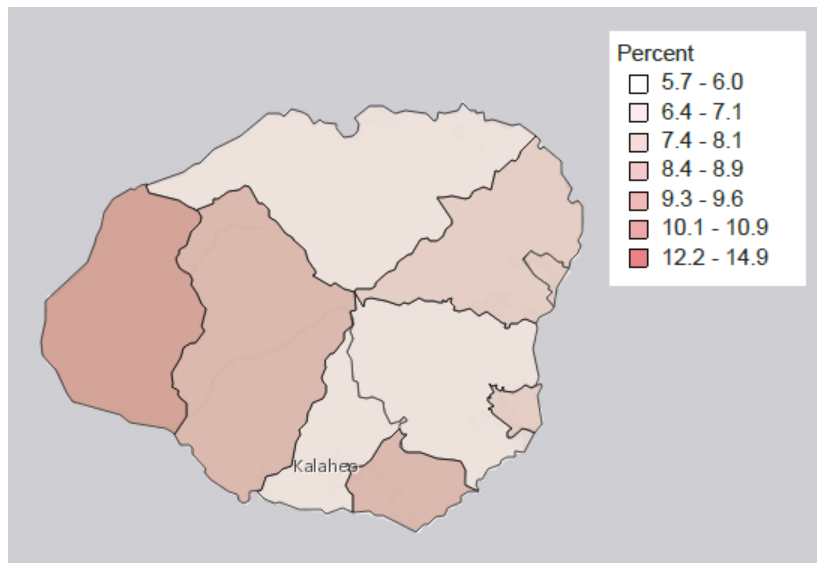 Percent
5.7 - 6.0
6.4 - 7.1
7.4 - 8.1
8.4 - 8.9
9.3 - 9.6
10.1 - 10.9
12.2 - 14.9
Kalaheo